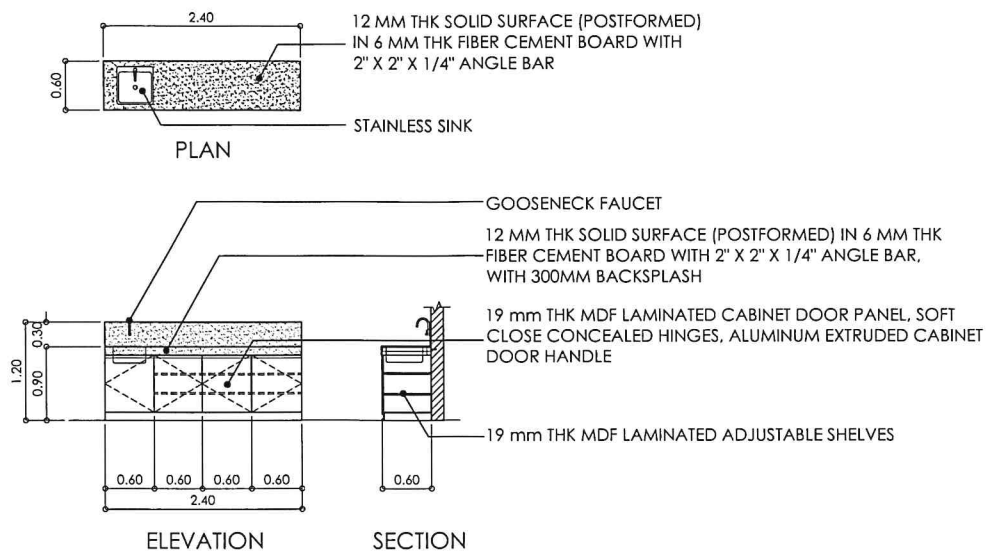 2.40
12 MM THK SOLID SURFACE (POSTFORMED)
IN 6 MM THK FIBER CEMENT BOARD WITH
2" X 2" X 1/4" ANGLE BAR
0.60
STAINLESS SINK
PLAN
GOOSENECK FAUCET
12 MM THK SOLID SURFACE (POSTFORMED) IN 6 MM THK
FIBER CEMENT BOARD WITH 2" X 2" X 1/4" ANGLE BAR,
WITH 300MM BACKSPLASH
19 mm THK MDF LAMINATED CABINET DOOR PANEL, SOFT
CLOSE CONCEALED HINGES, ALUMINUM EXTRUDED CABINET
DOOR HANDLE
0.30
1.20
0.90
19 mm THK MDF LAMINATED ADJUSTABLE SHELVES
0.60 0.60 0.60 0.60
0.60
2.40
ELEVATION
SECTION